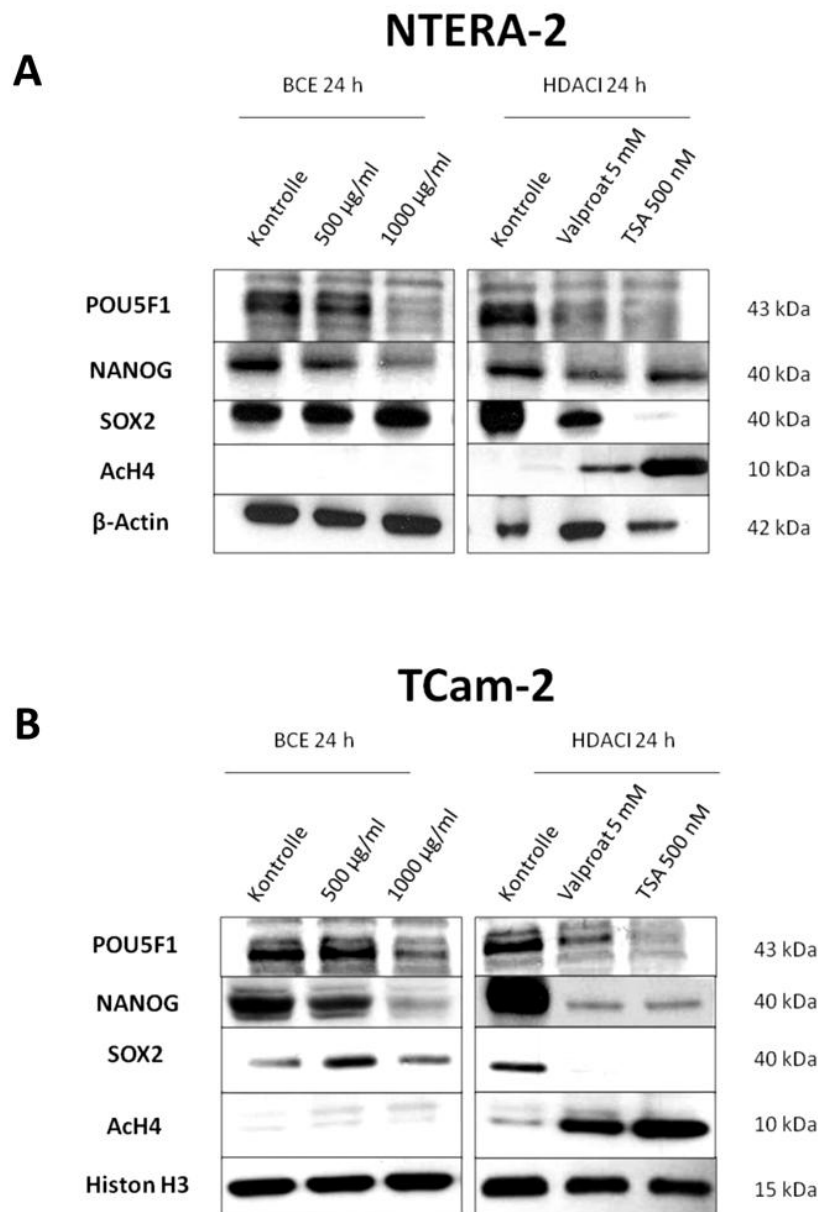 NTERA-2
A
BCE 24 h
HDACI 24 h
Kontrolle
500 µg/ml
1000 µg/ml
Kontrolle
Valproat 5 mM
TSA 500 nM
POU5F1
43 kDa
NANOG
40 kDa
SOX2
40 kDa
AcH4
10 kDa
β-Actin
42 kDa
TCam-2
B
BCE 24 h
HDACI 24 h
Kontrolle
500 µg/ml
1000 µg/ml
Kontrolle
Valproat 5 mM
TSA 500 nM
POU5F1
43 kDa
NANOG
40 kDa
SOX2
40 kDa
AcH4
10 kDa
Histon H3
15 kDa